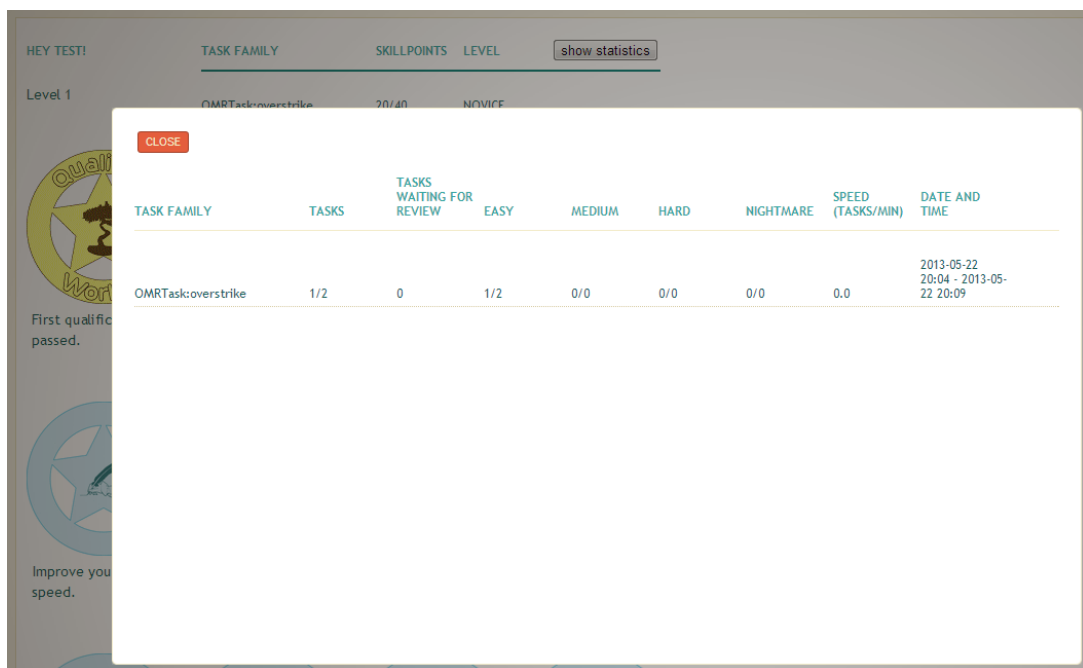 HEY TEST! TASK FAMILY SKILLPOINTS LEVEL show statistics
Level 1
OMRTask:overstrike 20/40 NOVICE
CLOSE
TASK FAMILY TASKS TASKS WAITING FOR REVIEW EASY MEDIUM HARD NIGHTMARE SPEED (TASKS/MIN) DATE AND TIME
OMRTask:overstrike 1/2 0 1/2 0/0 0/0 0/0 0.0 2013-05-22 20:04 - 2013-05-22 20:09
Quali
Work
First qualific
passed.
Improve you
speed.